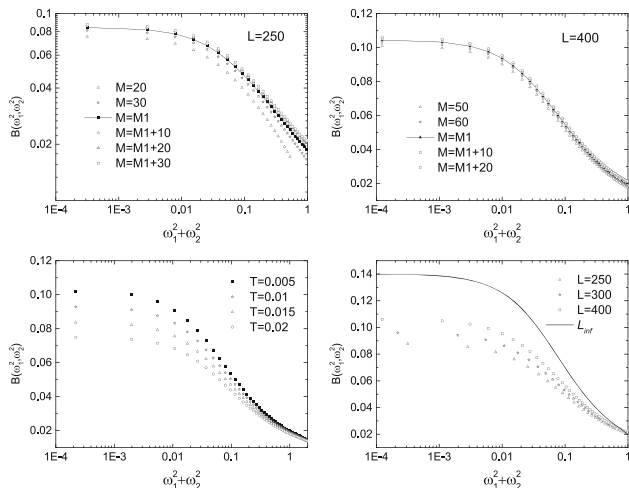 L=250
0.1
0.08
0.06
0.04
0.02
B(ω₁²,ω₂²)
M=20
M=30
M=M1
M=M1+10
M=M1+20
M=M1+30
1E-4
1E-3
0.01
0.1
1
ω₁²+ω₂²
L=400
0.12
0.10
0.08
0.06
0.04
0.02
B(ω₁²,ω₂²)
M=50
M=60
M=M1
M=M1+10
M=M1+20
1E-4
1E-3
0.01
0.1
1
ω₁²+ω₂²
0.12
0.10
0.08
0.06
0.04
0.02
B(ω₁²,ω₂²)
T=0.005
T=0.01
T=0.015
T=0.02
1E-4
1E-3
0.01
0.1
1
ω₁²+ω₂²
0.14
0.12
0.10
0.08
0.06
0.04
0.02
B(ω₁²,ω₂²)
L=250
L=300
L=400
L_inf
1E-4
1E-3
0.01
0.1
1
ω₁²+ω₂²